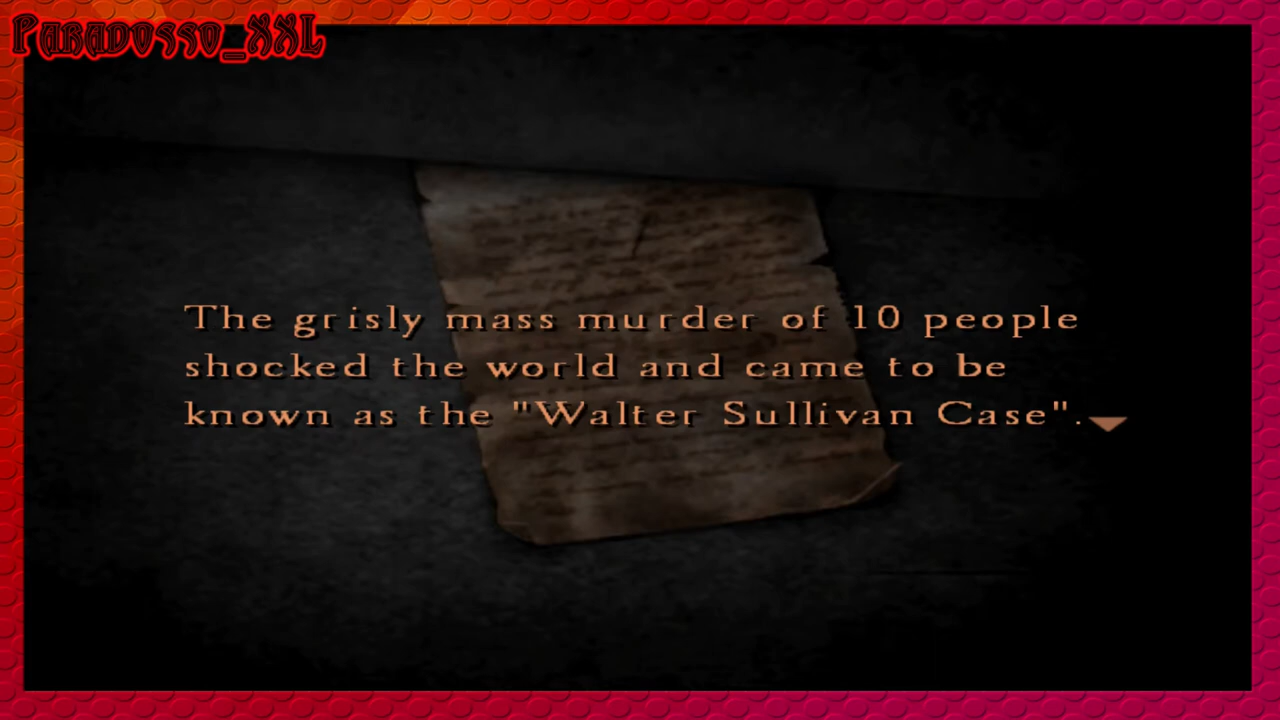 Paradosso_XXL
The grisly mass murder of 10 people
shocked the world and came to be
known as the "Walter Sullivan Case".